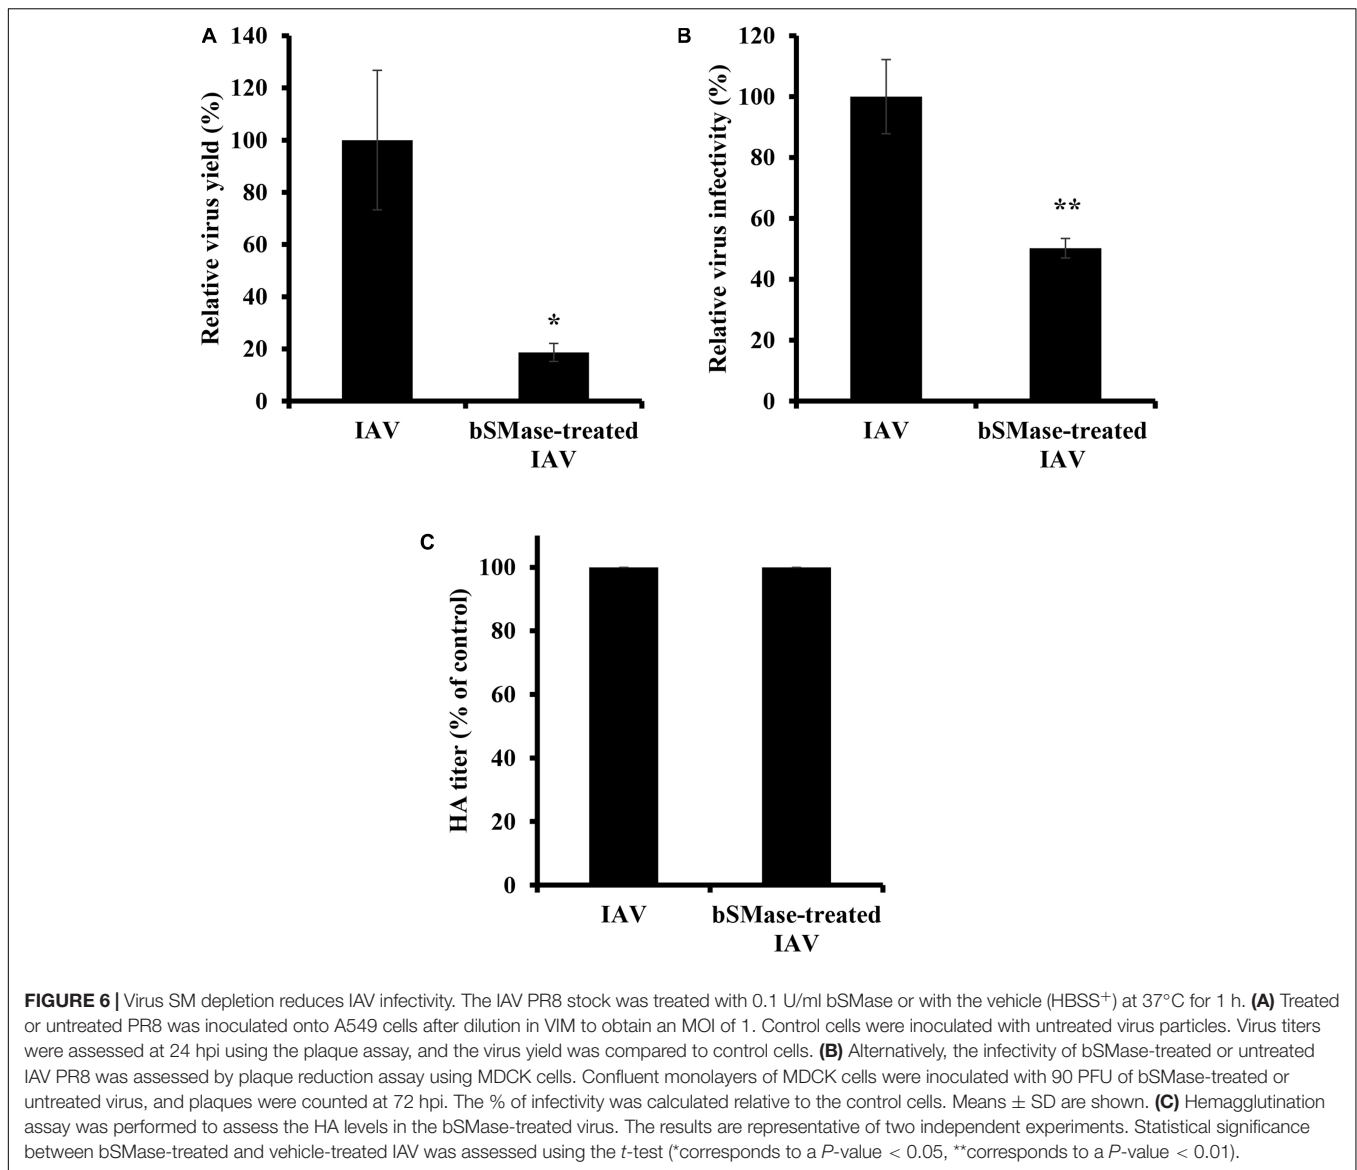 A
140
120
100
80
60
40
20
0
Relative virus yield (%)
*
IAV
bSMase-treated
IAV
B
120
100
80
60
40
20
0
Relative virus infectivity (%)
**
IAV
bSMase-treated
IAV
C
100
80
60
40
20
0
HA titer (% of control)
IAV
bSMase-treated
IAV
FIGURE 6 | Virus SM depletion reduces IAV infectivity. The IAV PR8 stock was treated with 0.1 U/ml bSMase or with the vehicle (HBSS+) at 37°C for 1 h. (A) Treated
or untreated PR8 was inoculated onto A549 cells after dilution in VIM to obtain an MOI of 1. Control cells were inoculated with untreated virus particles. Virus titers
were assessed at 24 hpi using the plaque assay, and the virus yield was compared to control cells. (B) Alternatively, the infectivity of bSMase-treated or untreated
IAV PR8 was assessed by plaque reduction assay using MDCK cells. Confluent monolayers of MDCK cells were inoculated with 90 PFU of bSMase-treated or
untreated virus, and plaques were counted at 72 hpi. The % of infectivity was calculated relative to the control cells. Means ± SD are shown. (C) Hemagglutination
assay was performed to assess the HA levels in the bSMase-treated virus. The results are representative of two independent experiments. Statistical significance
between bSMase-treated and vehicle-treated IAV was assessed using the t-test (*corresponds to a P-value < 0.05, **corresponds to a P-value < 0.01).